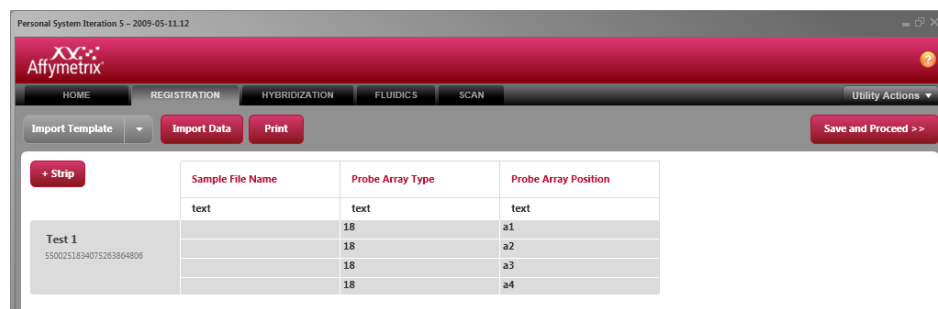 Personal System Iteration 5 – 2009-05-11.12
Affymetrix
?
HOME REGISTRATION HYBRIDIZATION FLUIDICS SCAN Utility Actions
Import Template Import Data Print Save and Proceed >>
+ Strip
Sample File Name Probe Array Type Probe Array Position
text text text
18 a1
Test 1
18 a2
5500251834075263864806
18 a3
18 a4